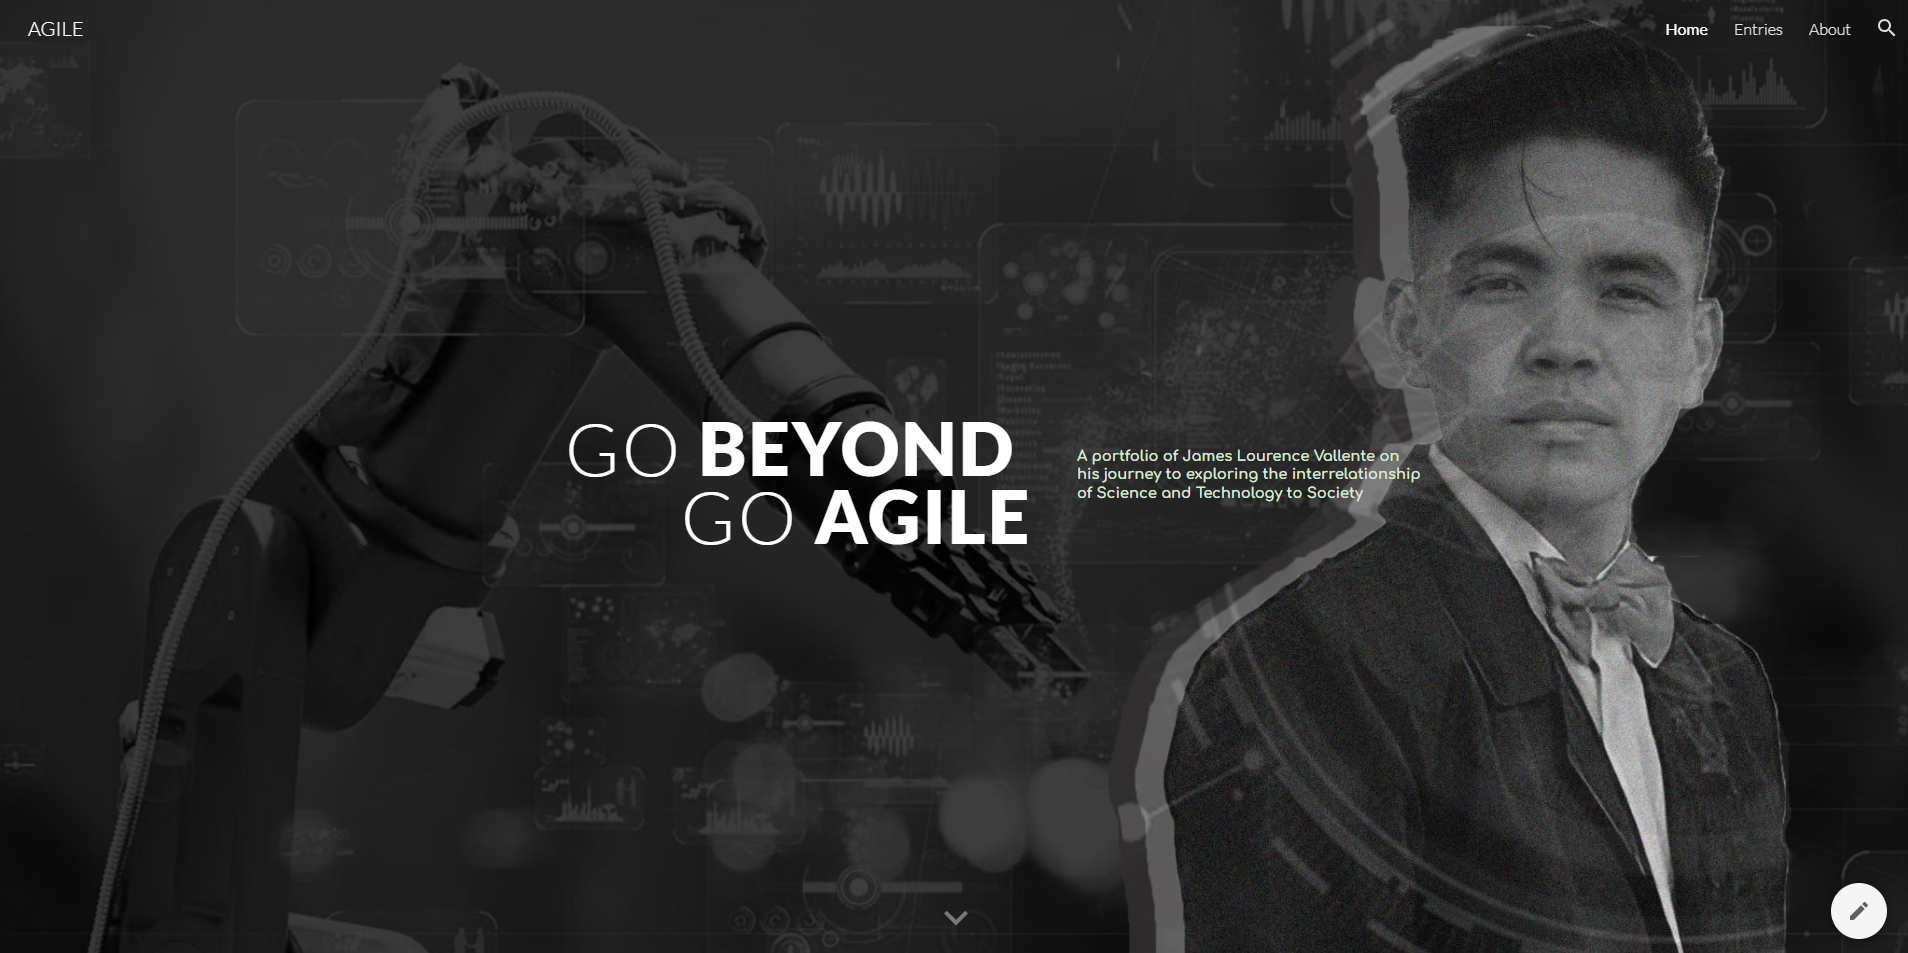 AGILE
Home Entries About
GO BEYOND
GO AGILE
A portfolio of James Lourence Vallente on
his journey to exploring the interrelationship
of Science and Technology to Society